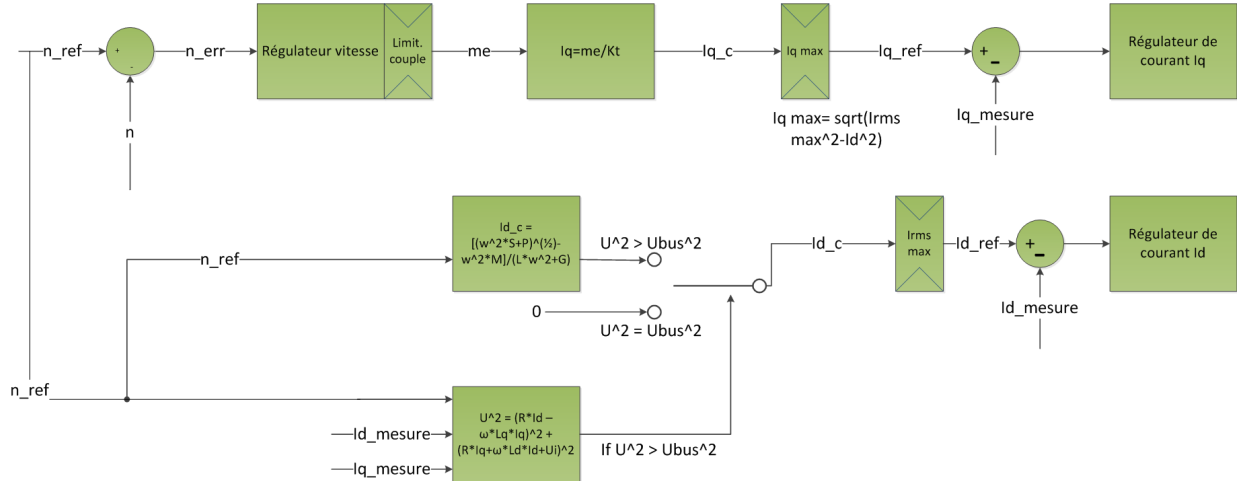 n_ref
+
-
n_err
Régulateur vitesse
Limit.
couple
me
Iq=me/Kt
Iq_c
Iq max
Iq_ref
+
-
Régulateur de
courant Iq
n
Iq max= sqrt(Irms
max^2-Id^2)
Iq_mesure
Id_c =
[(w^2*S+P)^(½)-
w^2*M]/(L*w^2+G)
n_ref
U^2 > Ubus^2
Id_c
Irms
max
Id_ref
+
-
Régulateur de
courant Id
0
U^2 = Ubus^2
Id_mesure
n_ref
U^2 = (R*Id –
ω*Lq*Iq)^2 +
(R*Iq+ω*Ld*Id+Ui)^2
Id_mesure
Iq_mesure
If U^2 > Ubus^2